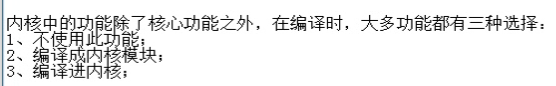 内核中的功能除了核心功能之外，在编译时，大多功能都有三种选择：
1、不使用此功能；
2、编译成内核模块；
3、编译进内核；